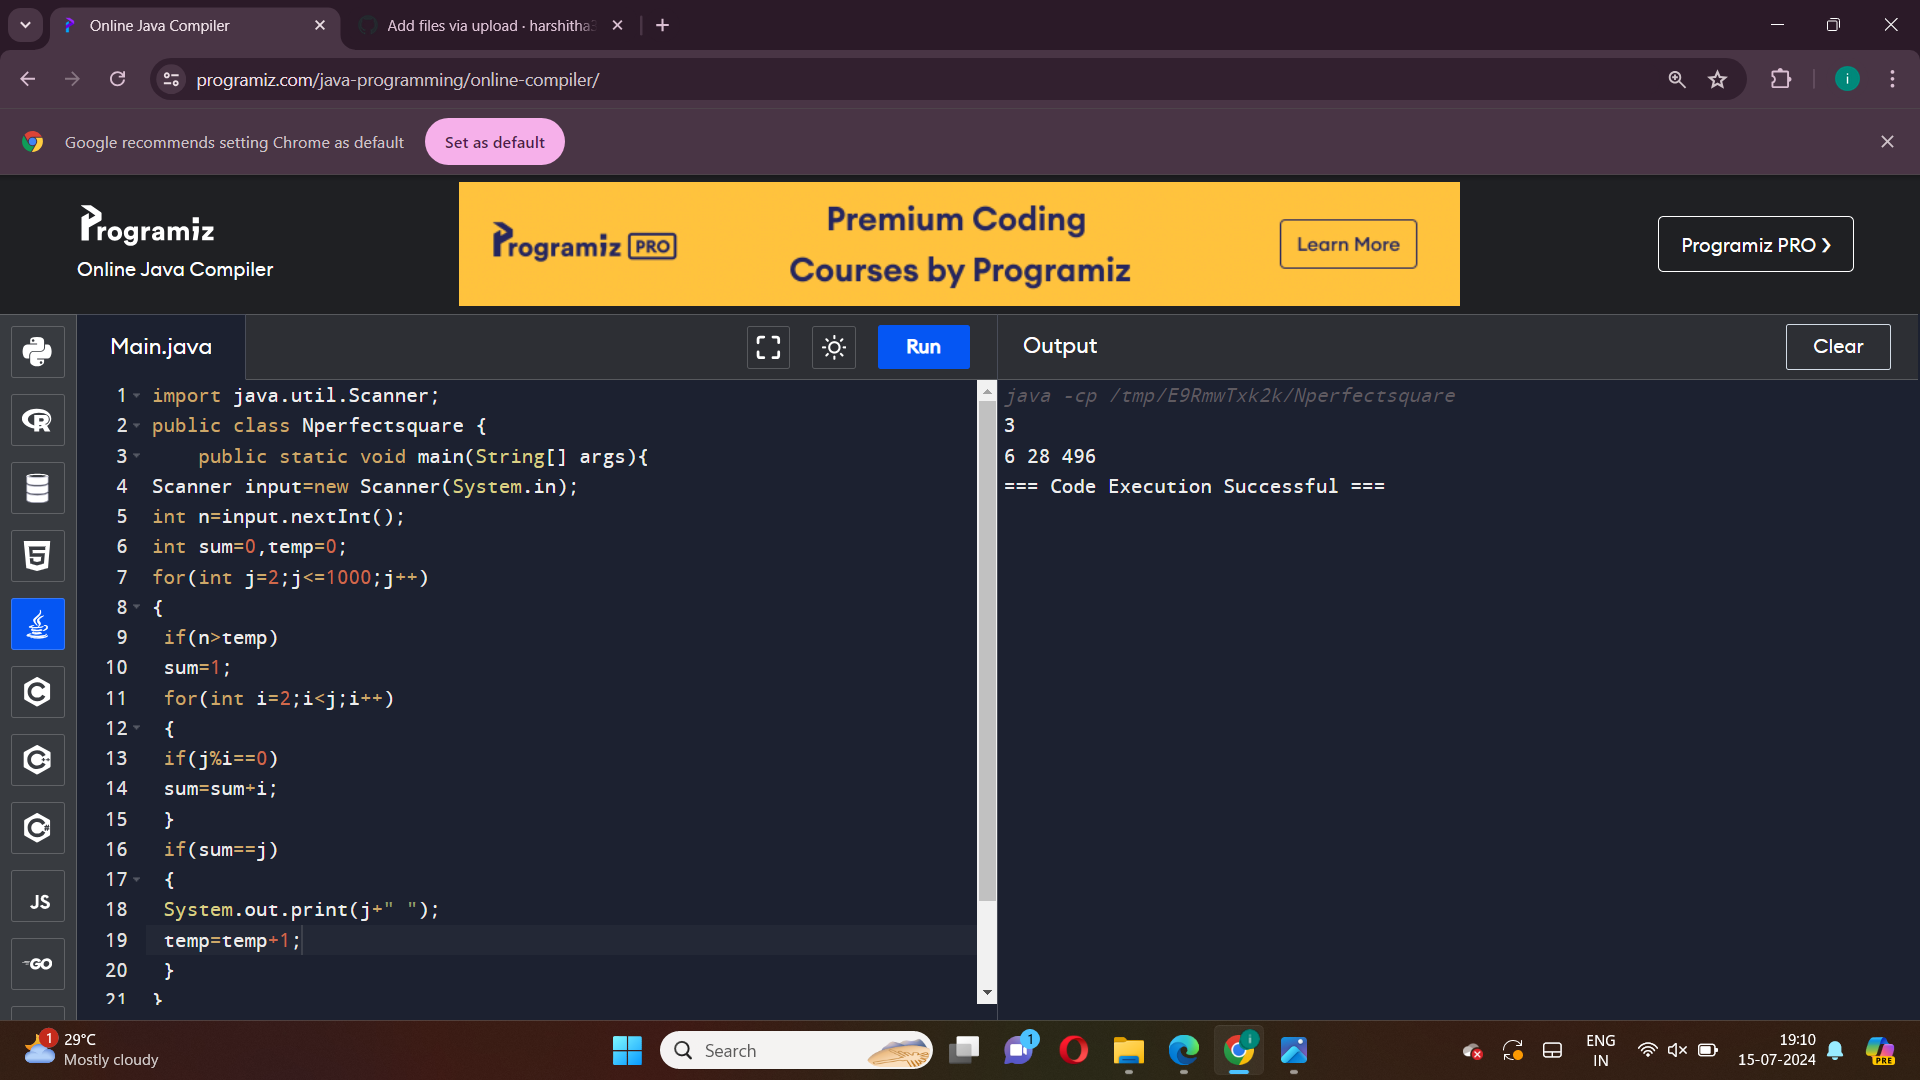 Online Java Compiler
Add files via upload · harshitha3
programiz.com/java-programming/online-compiler/
i
Google recommends setting Chrome as default
Set as default
Programiz
Online Java Compiler
Programiz PRO
Premium Coding
Courses by Programiz
Learn More
Programiz PRO ❯
Main.java
Run
Output
Clear
1 import java.util.Scanner;
2 public class Nperfectsquare {
3 public static void main(String[] args){
4 Scanner input=new Scanner(System.in);
5 int n=input.nextInt();
6 int sum=0,temp=0;
7 for(int j=2;j<=1000;j++)
8 {
9 if(n>temp)
10 sum=1;
11 for(int i=2;i<j;i++)
12 {
13 if(j%i==0)
14 sum=sum+i;
15 }
16 if(sum==j)
17 {
18 System.out.print(j+" ");
19 temp=temp+1;
20 }
21 }
java -cp /tmp/E9RmwTxk2k/Nperfectsquare
3
6 28 496
=== Code Execution Successful ===
R
5
C
C++
C#
JS
GO
1
29°C
Mostly cloudy
Search
1
i
ENG
IN
19:10
15-07-2024
PRE